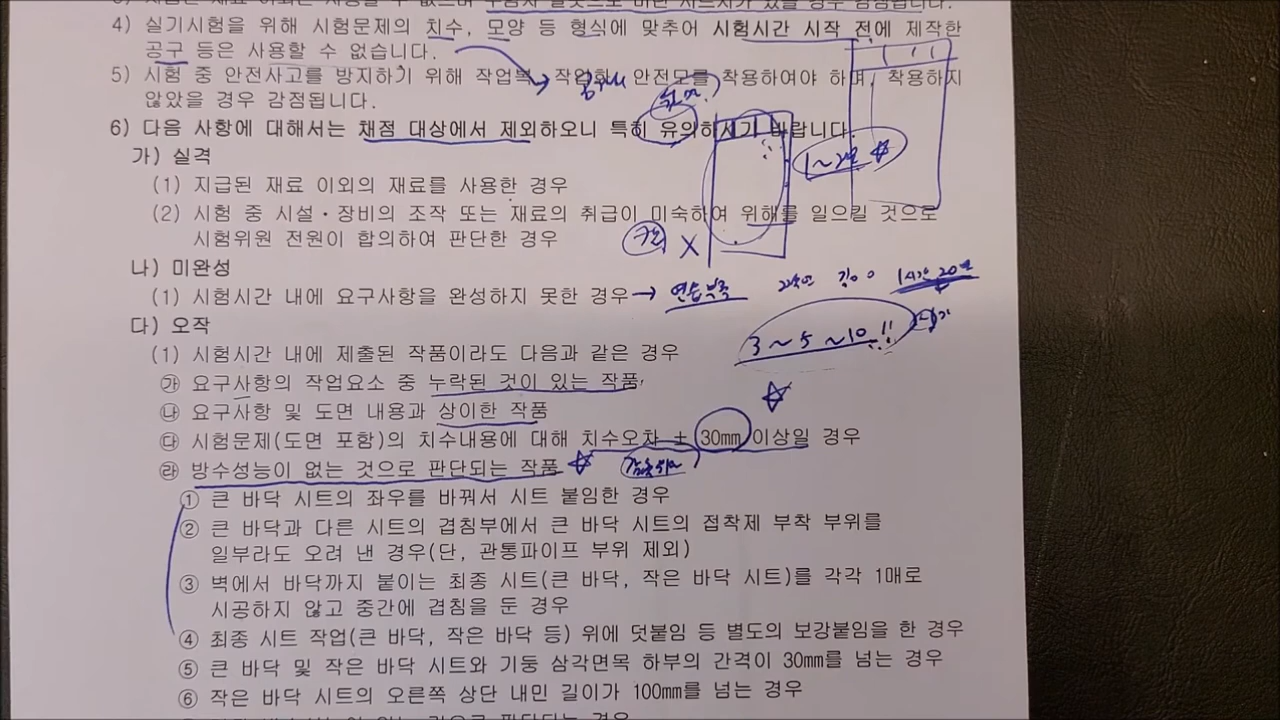 4) 실기시험을 위해 시험문제의 치수, 모양 등 형식에 맞추어 시험시간 시작 전에 제작한
공구 등은 사용할 수 없습니다.
5) 시험 중 안전사고를 방지하기 위해 작업복, 작업화, 안전모를 착용하여야 하며, 착용하지
않았을 경우 감점됩니다.
6) 다음 사항에 대해서는 채점 대상에서 제외하오니 특히 유의하시기 바랍니다.
가) 실격
1~2
(1) 지급된 재료 이외의 재료를 사용한 경우
(2) 시험 중 시설·장비의 조작 또는 재료의 취급이 미숙하여 위해를 일으킬 것으로
시험위원 전원이 합의하여 판단한 경우
X
나) 미완성
(1) 시험시간 내에 요구사항을 완성하지 못한 경우 → 연습부족 1시간 20분
다) 오작
3 ~ 5 ~10 !!
(1) 시험시간 내에 제출된 작품이라도 다음과 같은 경우
㉮ 요구사항의 작업요소 중 누락된 것이 있는 작품
㉯ 요구사항 및 도면 내용과 상이한 작품
㉰ 시험문제(도면 포함)의 치수내용에 대해 치수오차 ± 30mm 이상일 경우
㉱ 방수성능이 없는 것으로 판단되는 작품
① 큰 바닥 시트의 좌우를 바꿔서 시트 붙임한 경우
② 큰 바닥과 다른 시트의 겹침부에서 큰 바닥 시트의 접착제 부착 부위를
일부라도 오려 낸 경우(단, 관통파이프 부위 제외)
③ 벽에서 바닥까지 붙이는 최종 시트(큰 바닥, 작은 바닥 시트)를 각각 1매로
시공하지 않고 중간에 겹침을 둔 경우
④ 최종 시트 작업(큰 바닥, 작은 바닥 등) 위에 덧붙임 등 별도의 보강붙임을 한 경우
⑤ 큰 바닥 및 작은 바닥 시트와 기둥 삼각면목 하부의 간격이 30mm를 넘는 경우
⑥ 작은 바닥 시트의 오른쪽 상단 내민 길이가 100mm를 넘는 경우